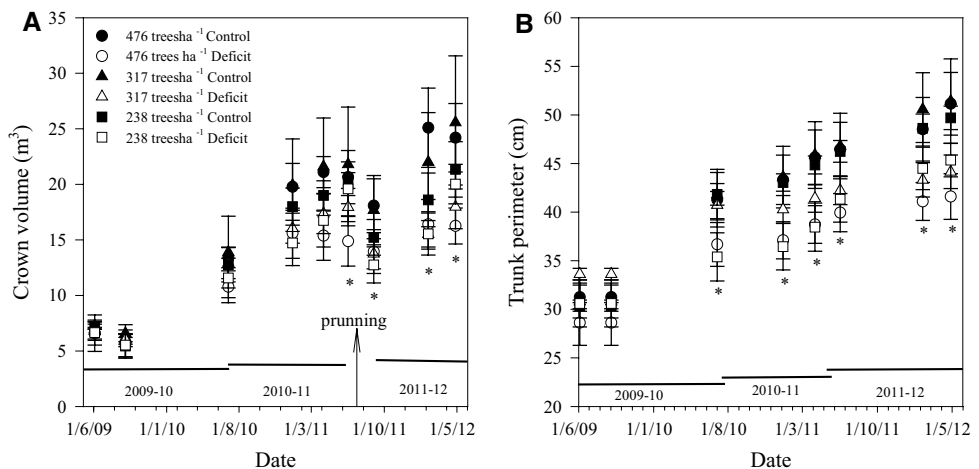 A
35
30
25
20
15
10
5
0
Crown volume (m³)
476 treesha ⁻¹ Control
476 trees ha ⁻¹ Deficit
317 treesha ⁻¹ Control
317 treesha ⁻¹ Deficit
238 treesha ⁻¹ Control
238 treesha ⁻¹ Deficit
* * * *
prunning
2009-10
2010-11
2011-12
1/6/09 1/1/10 1/8/10 1/3/11 1/10/11 1/5/12
Date
B
60
55
50
45
40
35
30
25
22
Trunk perimeter (cm)
* * * * * *
2009-10
2010-11
2011-12
1/6/09 1/1/10 1/8/10 1/3/11 1/10/11 1/5/12
Date